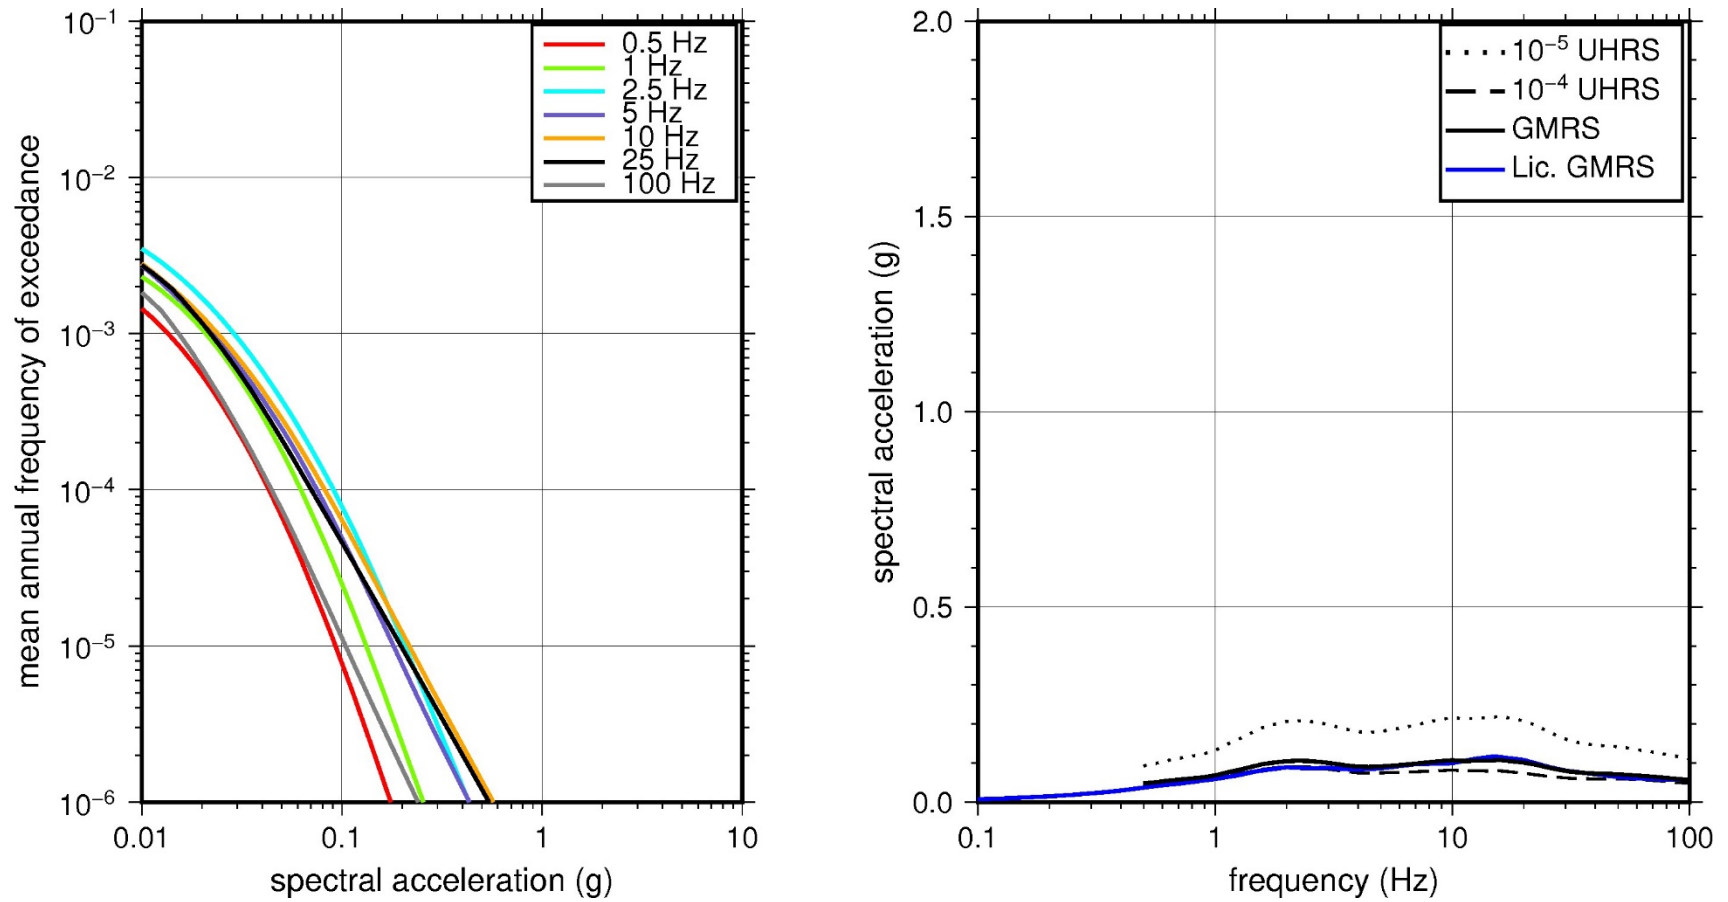 mean annual frequency of exceedance
10⁻¹
10⁻²
10⁻³
10⁻⁴
10⁻⁵
10⁻⁶
0.5 Hz
1 Hz
2.5 Hz
5 Hz
10 Hz
25 Hz
100 Hz
0.01 0.1 1 10
spectral acceleration (g)
spectral acceleration (g)
2.0
1.5
1.0
0.5
0.0
10⁻⁵ UHRS
10⁻⁴ UHRS
GMRS
Lic. GMRS
0.1 1 10 100
frequency (Hz)